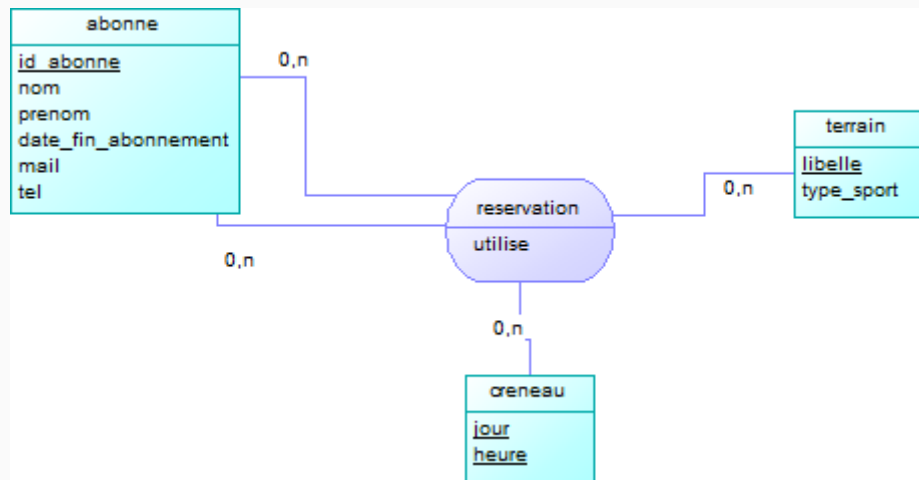 abonne
id_abonne
nom
prenom
date_fin_abonnement
mail
tel
0,n
0,n
reservation
utilise
0,n
terrain
libelle
type_sport
0,n
creneau
jour
heure